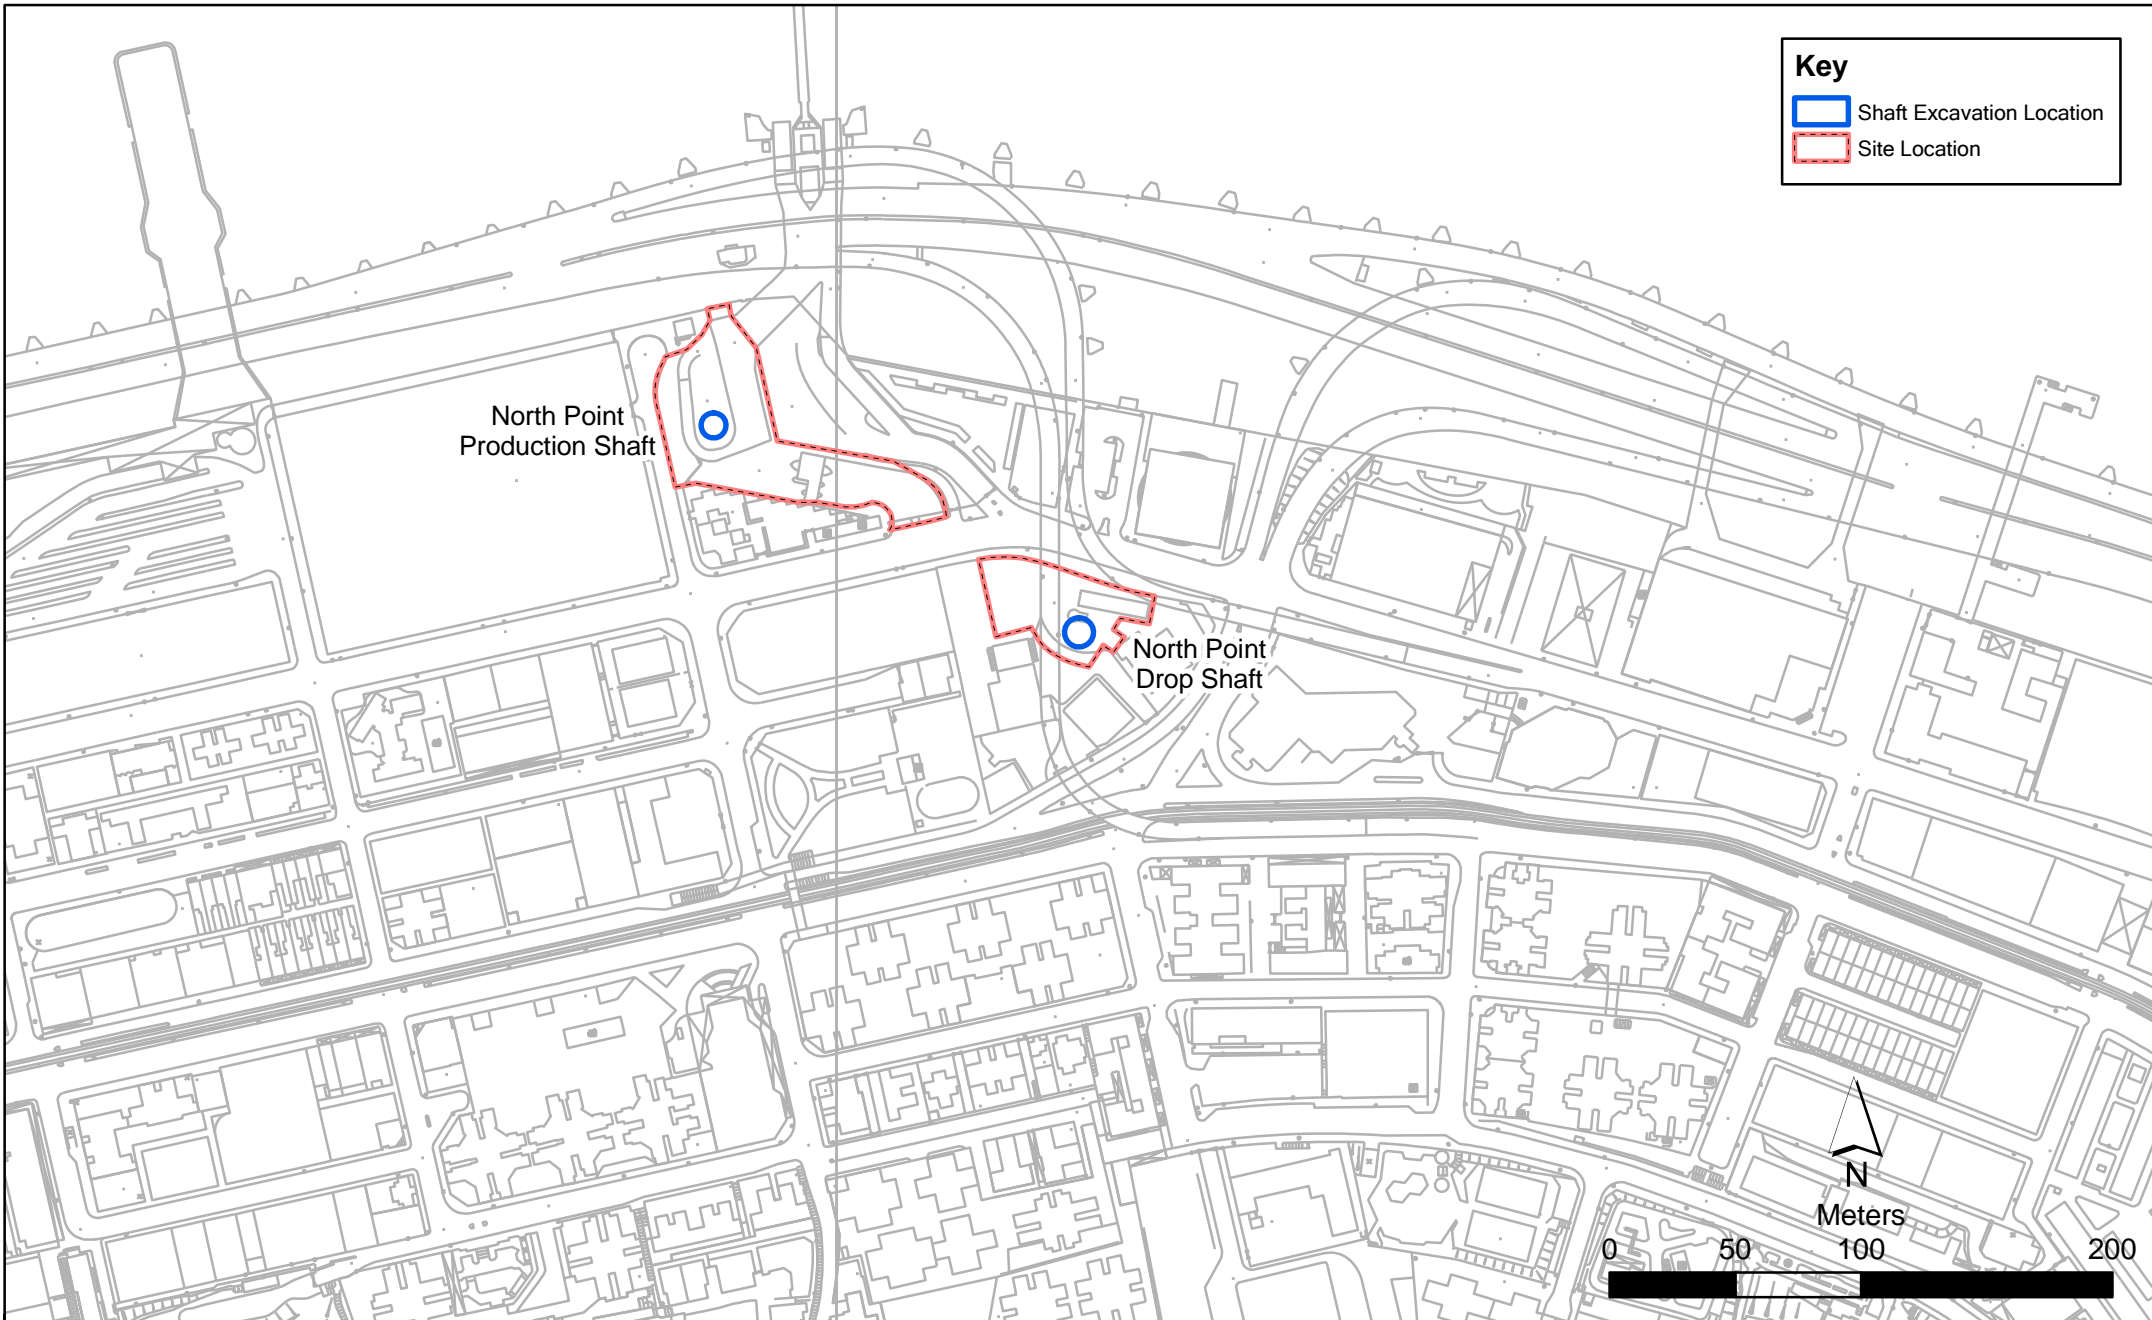 Key
Shaft Excavation Location
Site Location
North Point
Production Shaft
North Point
Drop Shaft
N
Meters
0 50 100 200